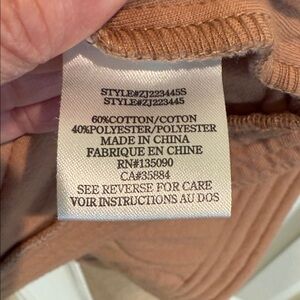 STYLE#ZJ223445S
STYLE#ZJ223445
60%COTTON/COTON
40%POLYESTER/POLYESTER
MADE IN CHINA
FABRIQUE EN CHINE
RN#135090
CA#35884
SEE REVERSE FOR CARE
VOIR INSTRUCTIONS AU DOS